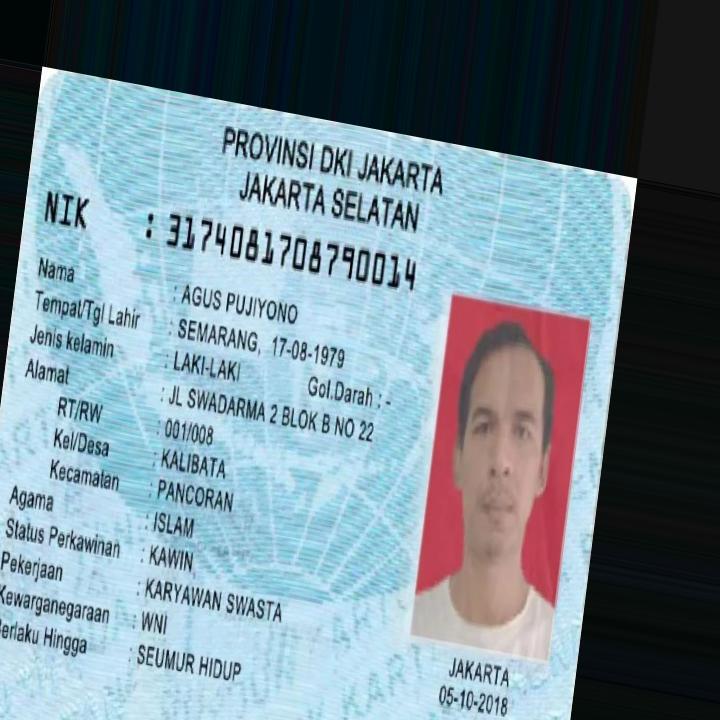 PROVINSI DKI JAKARTA
JAKARTA SELATAN
NIK : 3174081708790014
Nama : AGUS PUJIYONO
Tempat/Tgl Lahir : SEMARANG, 17-08-1979
Jenis kelamin : LAKI-LAKI Gol.Darah : -
Alamat : JL SWADARMA 2 BLOK B NO 22
RT/RW : 001/008
Kel/Desa : KALIBATA
Kecamatan : PANCORAN
Agama : ISLAM
Status Perkawinan : KAWIN
Pekerjaan : KARYAWAN SWASTA
Kewarganegaraan : WNI
erlaku Hingga : SEUMUR HIDUP
JAKARTA
05-10-2018